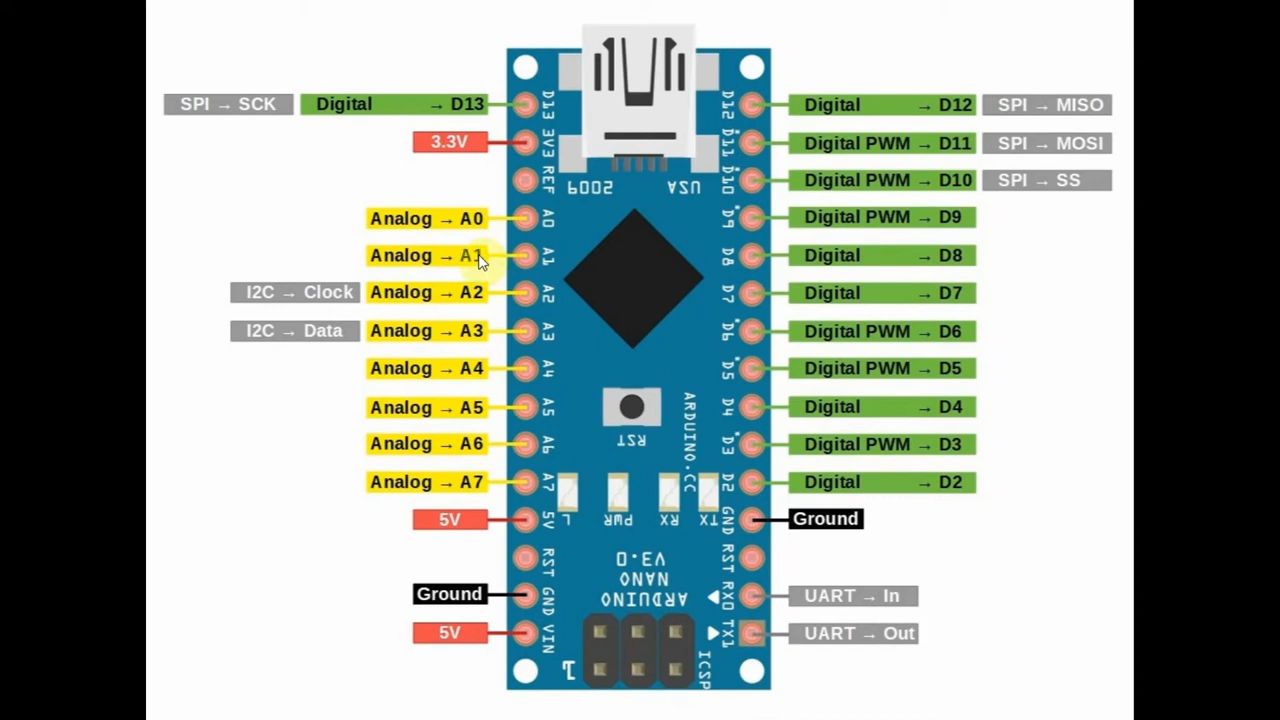 SPI → SCK Digital → D13 D13 D12 Digital → D12 SPI → MISO
3.3V 3V3 D11 Digital PWM → D11 SPI → MOSI
REF 2009 USA D10 Digital PWM → D10 SPI → SS
Analog → A0 A0 D9 Digital PWM → D9
Analog → A1 A1 D8 Digital → D8
I2C → Clock Analog → A2 A2 D7 Digital → D7
I2C → Data Analog → A3 A3 D6 Digital PWM → D6
Analog → A4 A4 D5 Digital PWM → D5
Analog → A5 A5 D4 Digital → D4
RST ARDUINO.CC
Analog → A6 A6 D3 Digital PWM → D3
Analog → A7 A7 D2 Digital → D2
5V 5V L PWR RX TX GND Ground
RST V3.0 RST
NANO
Ground GND ARDUINO RX0 UART → In
5V VIN TX1 UART → Out
1 ICSP